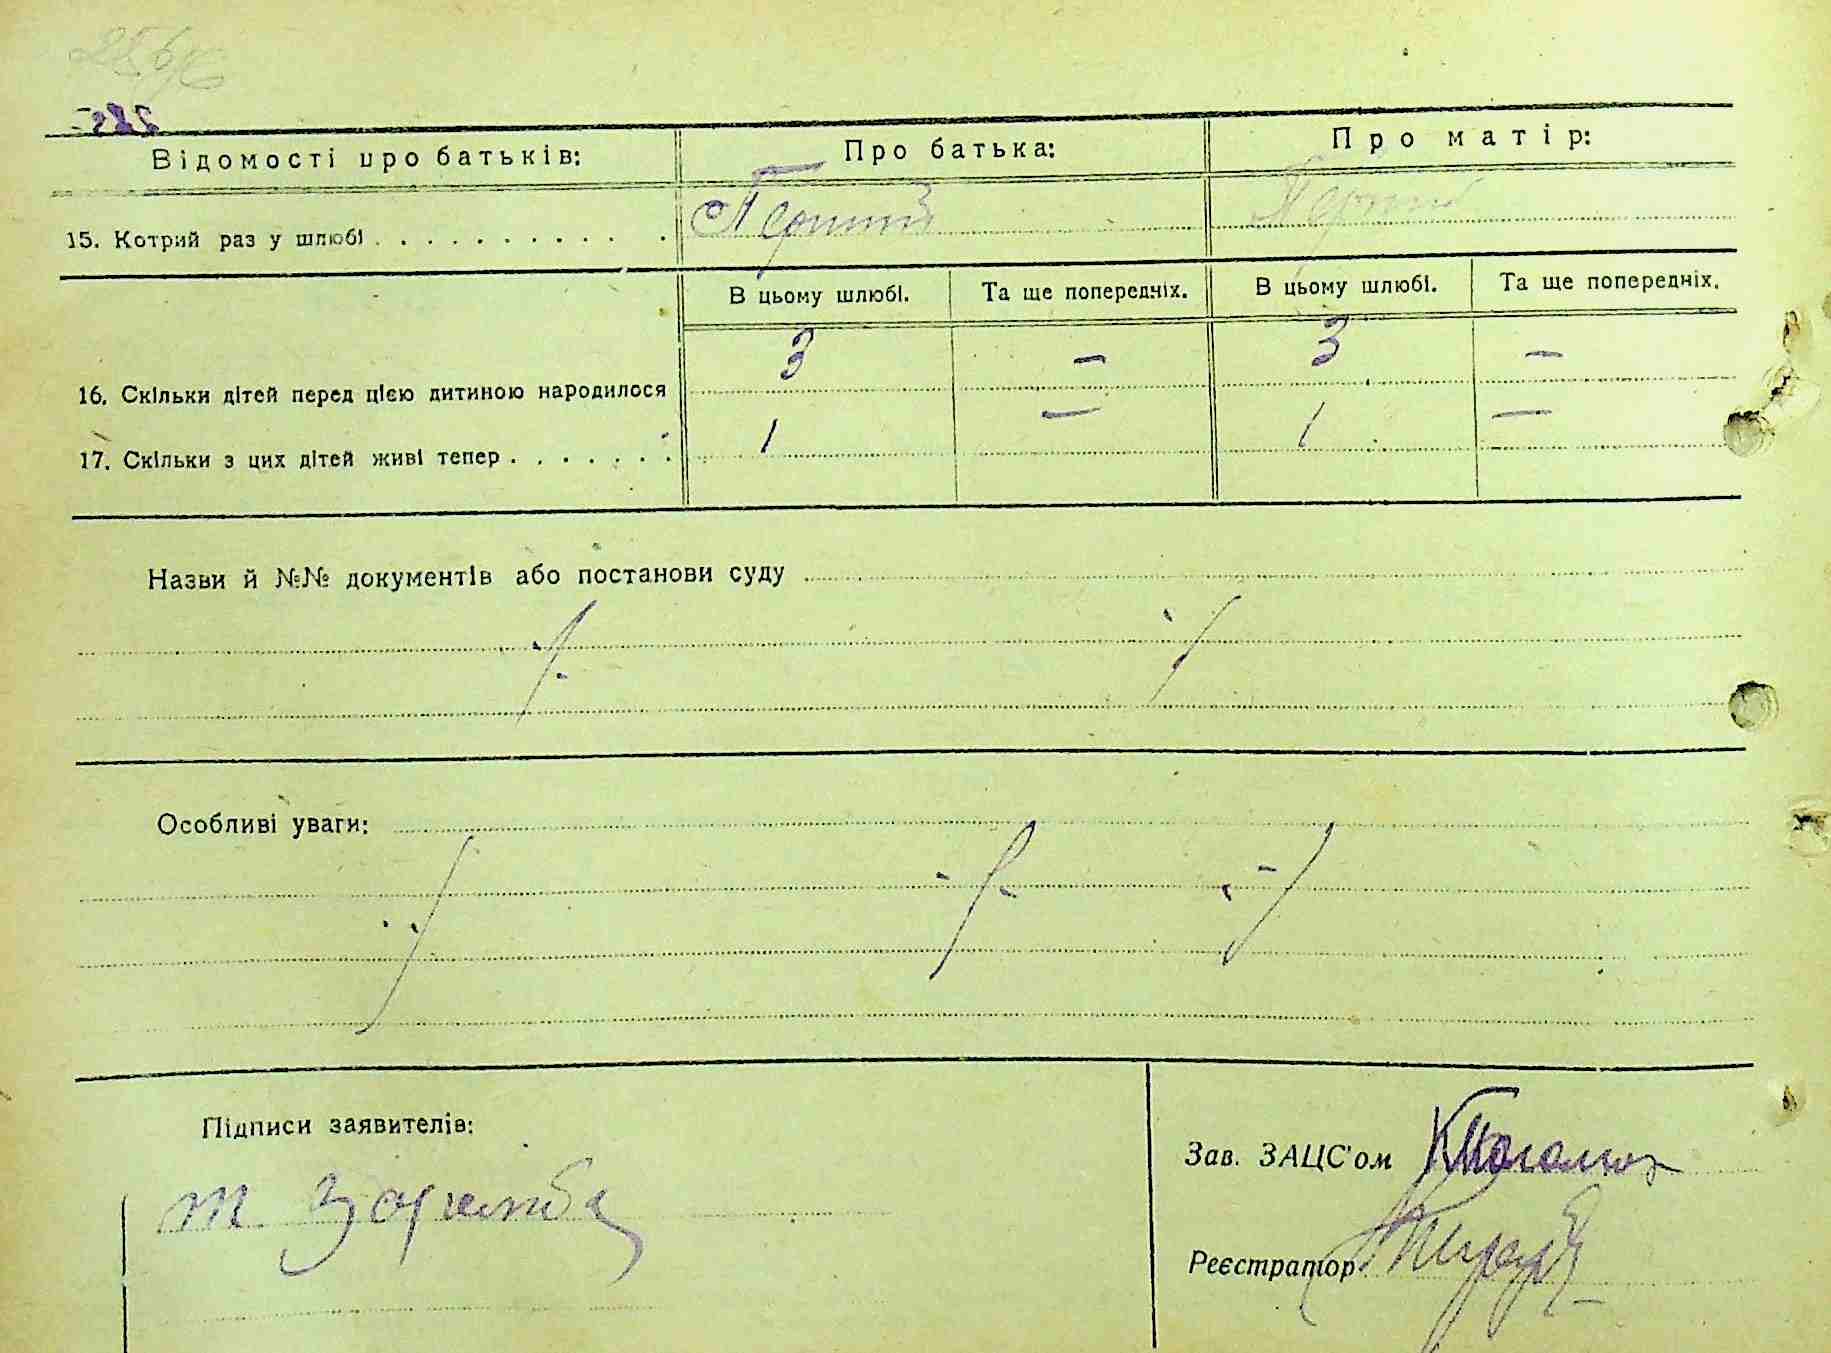 Відомості про батьків: Про батька: Про матір:
15. Котрий раз у шлюбі . . . . . . . . . . . Перший Перший
В цьому шлюбі. Та ще попередніх. В цьому шлюбі. Та ще попередніх.
16. Скільки дітей перед цією дитиною народилося 3 — 3 —
17. Скільки з цих дітей живі тепер . . . . . . . 1 — 1 —
Назви й №№ документів або постанови суду
Особливі уваги:
Підписи заявителів:
Зав. ЗАЦС'ом
Реєстратор